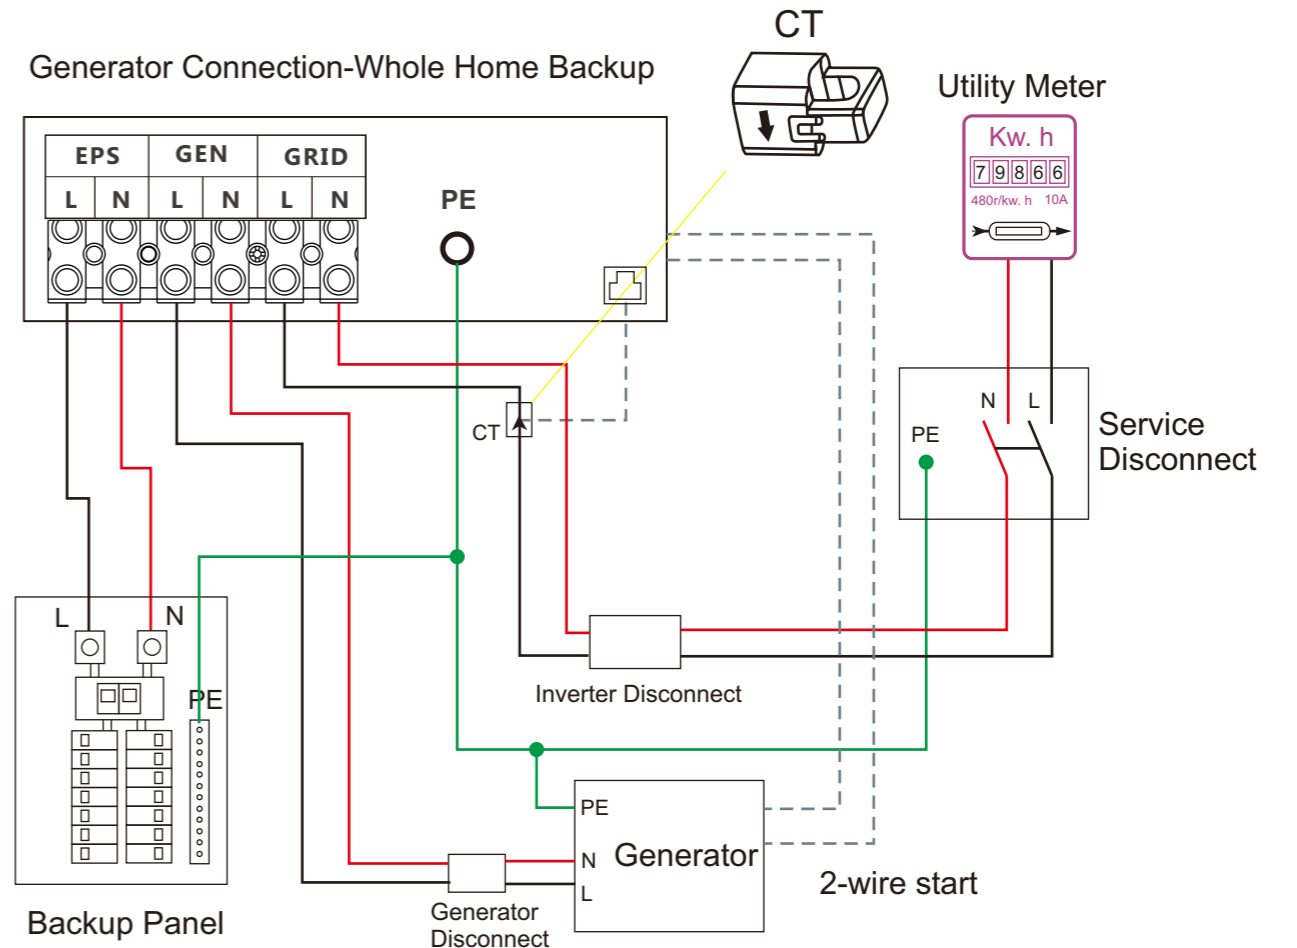 CT
Generator Connection-Whole Home Backup
Utility Meter
Kw. h
79866
480r/kw. h 10A
EPS GEN GRID
L N L N L N
PE
CT
N L
PE
Service
Disconnect
L N
PE
Inverter Disconnect
PE
Generator
N
L
2-wire start
Generator
Disconnect
Backup Panel